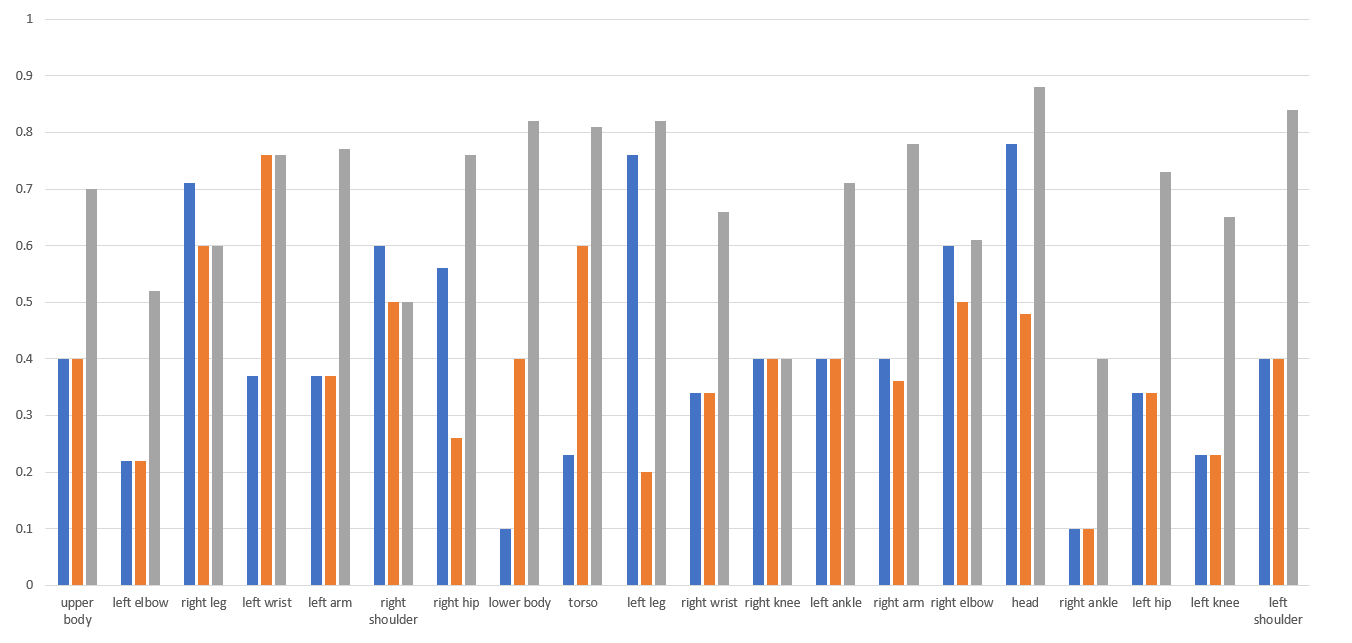 1
0.9
0.8
0.7
0.6
0.5
0.4
0.3
0.2
0.1
0
upper body
left elbow
right leg
left wrist
left arm
right shoulder
right hip
lower body
torso
left leg
right wrist
right knee
left ankle
right arm
right elbow
head
right ankle
left hip
left knee
left shoulder